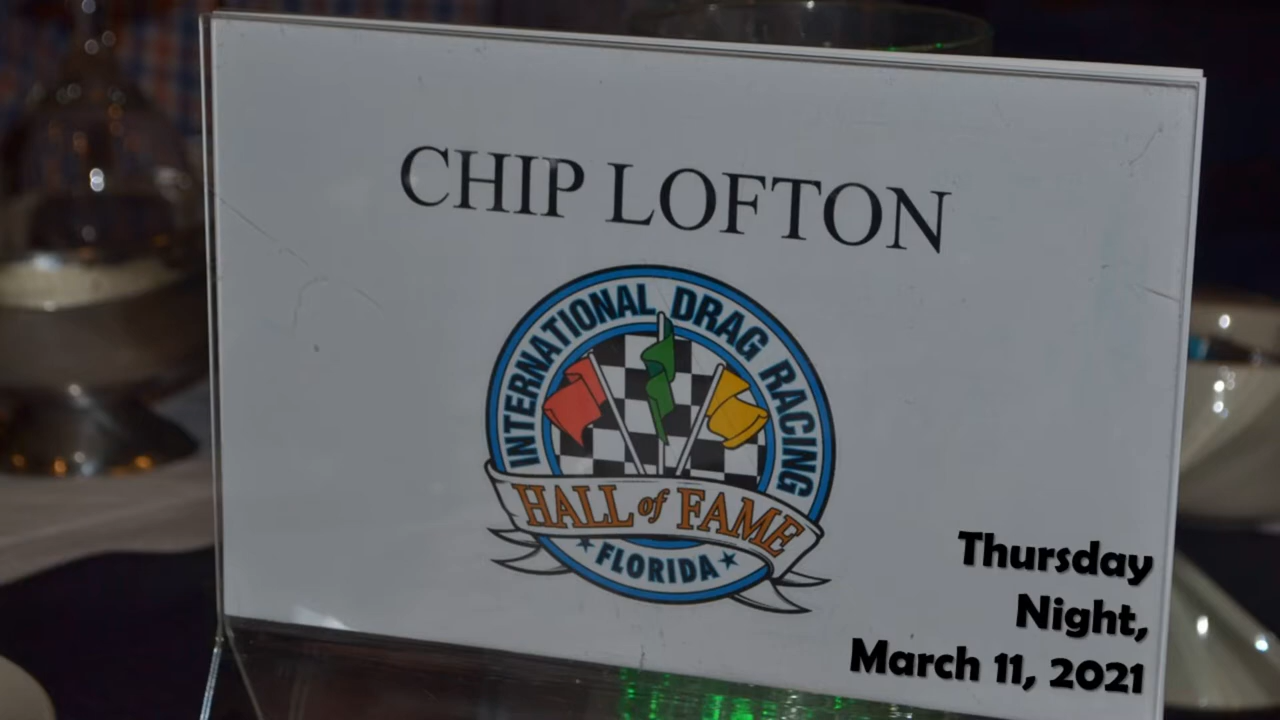 CHIP LOFTON
INTERNATIONAL DRAG RACING
HALL of FAME
FLORIDA
Thursday
Night,
March 11, 2021